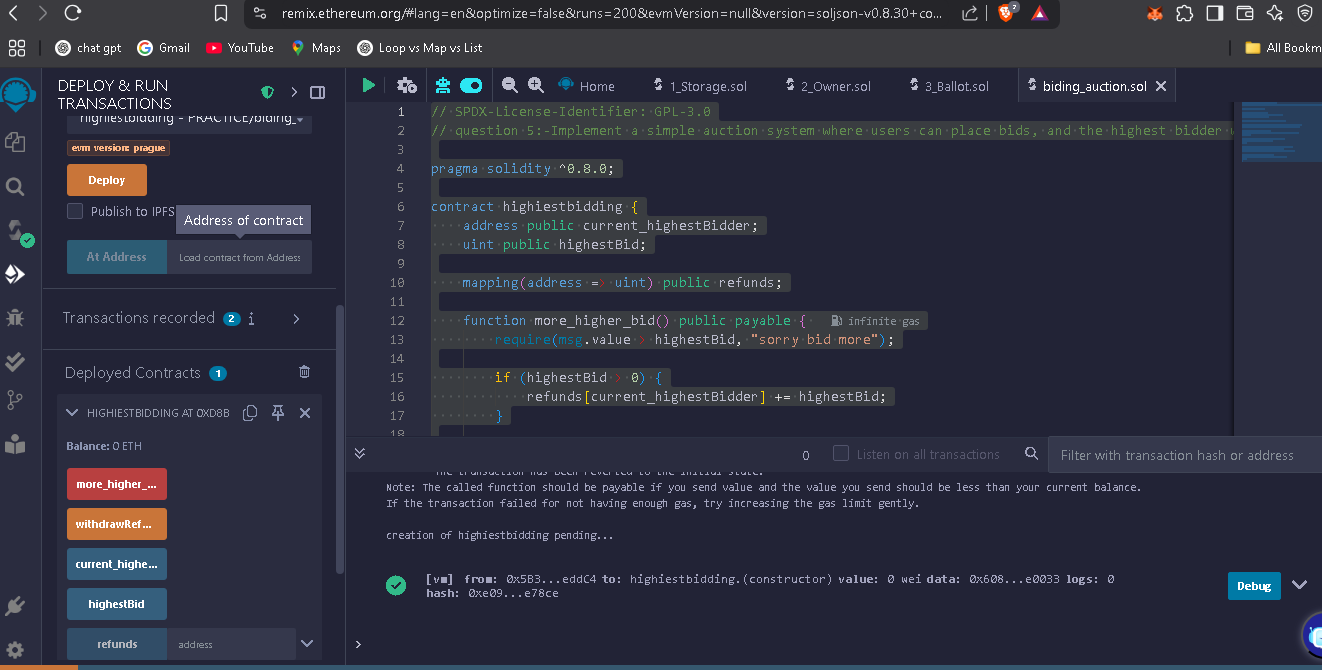 remix.ethereum.org/#lang=en&optimize=false&runs=200&evmVersion=null&version=soljson-v0.8.30+co...
2
chat gpt
Gmail
YouTube
Maps
Loop vs Map vs List
All Bookm
DEPLOY & RUN
TRANSACTIONS
highiestbidding - PRACTICE/biding_
evm version: prague
Deploy
Publish to IPFS
Address of contract
At Address
Load contract from Address
Transactions recorded 2 i
Deployed Contracts 1
HIGHIESTBIDDING AT 0XD8B
Balance: 0 ETH
more_higher_...
withdrawRef...
current_highe...
highestBid
refunds
address
Home
1_Storage.sol
2_Owner.sol
3_Ballot.sol
biding_auction.sol
1 // SPDX-License-Identifier: GPL-3.0
2 // question 5:-Implement a simple auction system where users can place bids, and the highest bidder
3
4 pragma solidity ^0.8.0;
5
6 contract highiestbidding {
7 address public current_highestBidder;
8 uint public highestBid;
9
10 mapping(address => uint) public refunds;
11
12 function more_higher_bid() public payable { infinite gas
13 require(msg.value > highestBid, "sorry bid more");
14
15 if (highestBid > 0) {
16 refunds[current_highestBidder] += highestBid;
17 }
18
0
Listen on all transactions
Filter with transaction hash or address
The transaction has been reverted to the initial state.
Note: The called function should be payable if you send value and the value you send should be less than your current balance.
If the transaction failed for not having enough gas, try increasing the gas limit gently.
creation of highiestbidding pending...
[vm] from: 0x5B3...eddC4 to: highiestbidding.(constructor) value: 0 wei data: 0x608...e0033 logs: 0
hash: 0xe09...e78ce
Debug
>